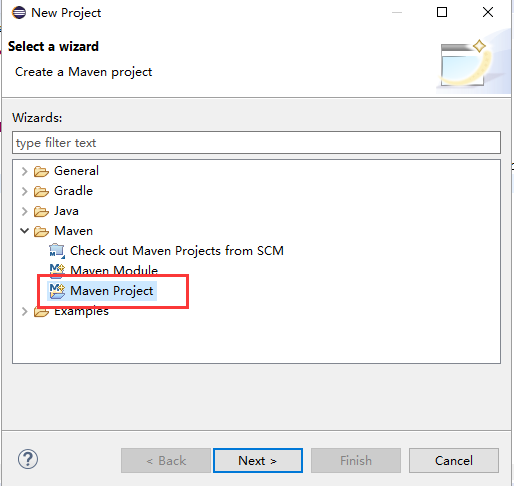 New Project
Select a wizard
Create a Maven project
Wizards:
type filter text
General
Gradle
Java
Maven
Check out Maven Projects from SCM
Maven Module
Maven Project
Examples
< Back
Next >
Finish
Cancel